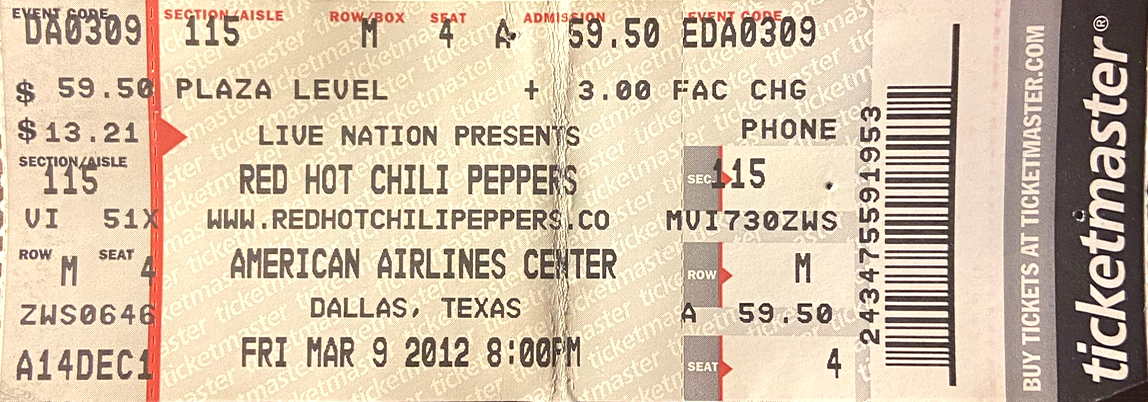 EVENT CODE SECTION/AISLE ROW/BOX SEAT ADMISSION EVENT CODE
DA0309 115 M 4 A 59.50 EDA0309
$ 59.50 PLAZA LEVEL + 3.00 FAC CHG
$ 13.21 LIVE NATION PRESENTS PHONE
SECTION/AISLE
115 RED HOT CHILI PEPPERS SEC. 115
VI 51X WWW.REDHOTCHILIPEPPERS.CO MVI730ZWS
ROW M SEAT 4 AMERICAN AIRLINES CENTER ROW M
ZWS0646 DALLAS, TEXAS A 59.50
A14DEC1 FRI MAR 9 2012 8:00PM SEAT 4
2434755591953
BUY TICKETS AT TICKETMASTER.COM
ticketmaster®